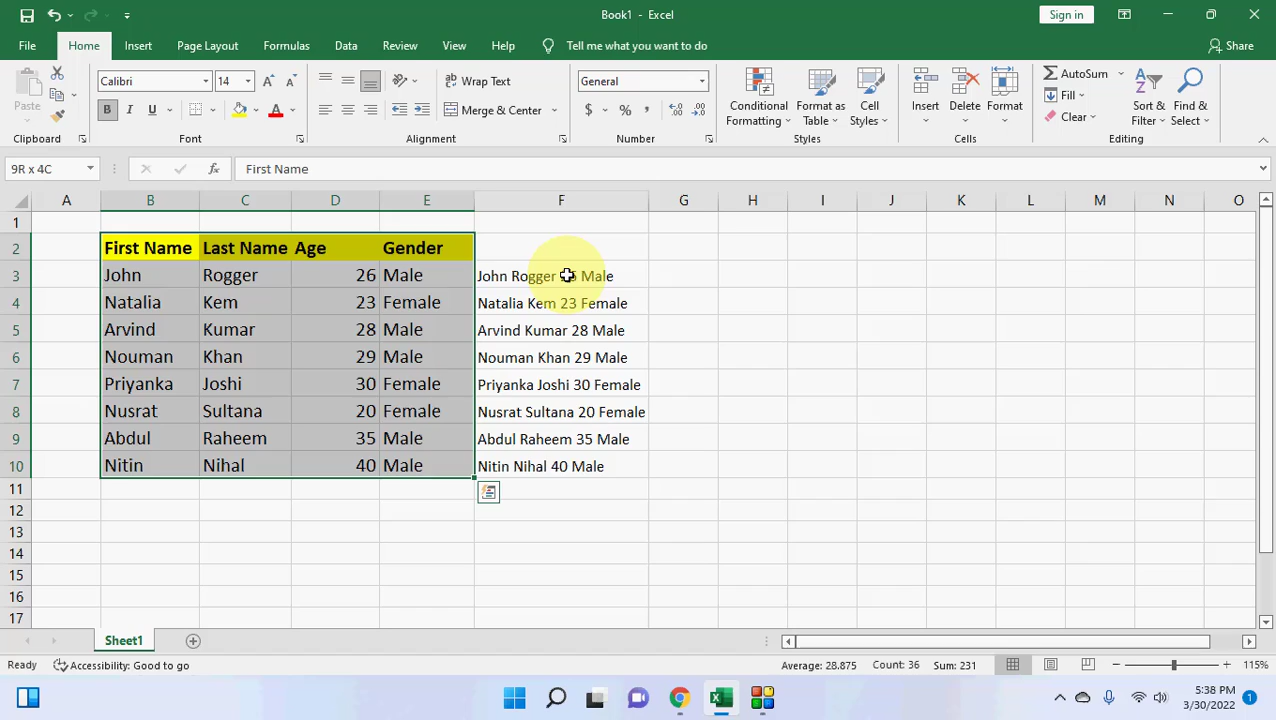 Book1 - Excel
Sign in
File Home Insert Page Layout Formulas Data Review View Help Tell me what you want to do Share
Paste
Calibri 14
B I U
A
Wrap Text
Merge & Center
General
$ % ,
Conditional Formatting
Format as Table
Cell Styles
Insert
Delete
Format
AutoSum
Fill
Clear
Sort & Filter
Find & Select
Clipboard Font Alignment Number Styles Cells Editing
9R x 4C fx First Name
A B C D E F G H I J K L M N O
1
2 First Name Last Name Age Gender
3 John Rogger 26 Male John Rogger Male
4 Natalia Kem 23 Female Natalia Kem 23 Female
5 Arvind Kumar 28 Male Arvind Kumar 28 Male
6 Nouman Khan 29 Male Nouman Khan 29 Male
7 Priyanka Joshi 30 Female Priyanka Joshi 30 Female
8 Nusrat Sultana 20 Female Nusrat Sultana 20 Female
9 Abdul Raheem 35 Male Abdul Raheem 35 Male
10 Nitin Nihal 40 Male Nitin Nihal 40 Male
11
12
13
14
15
16
17
Sheet1
Ready Accessibility: Good to go Average: 28.875 Count: 36 Sum: 231 115%
5:38 PM
3/30/2022
1